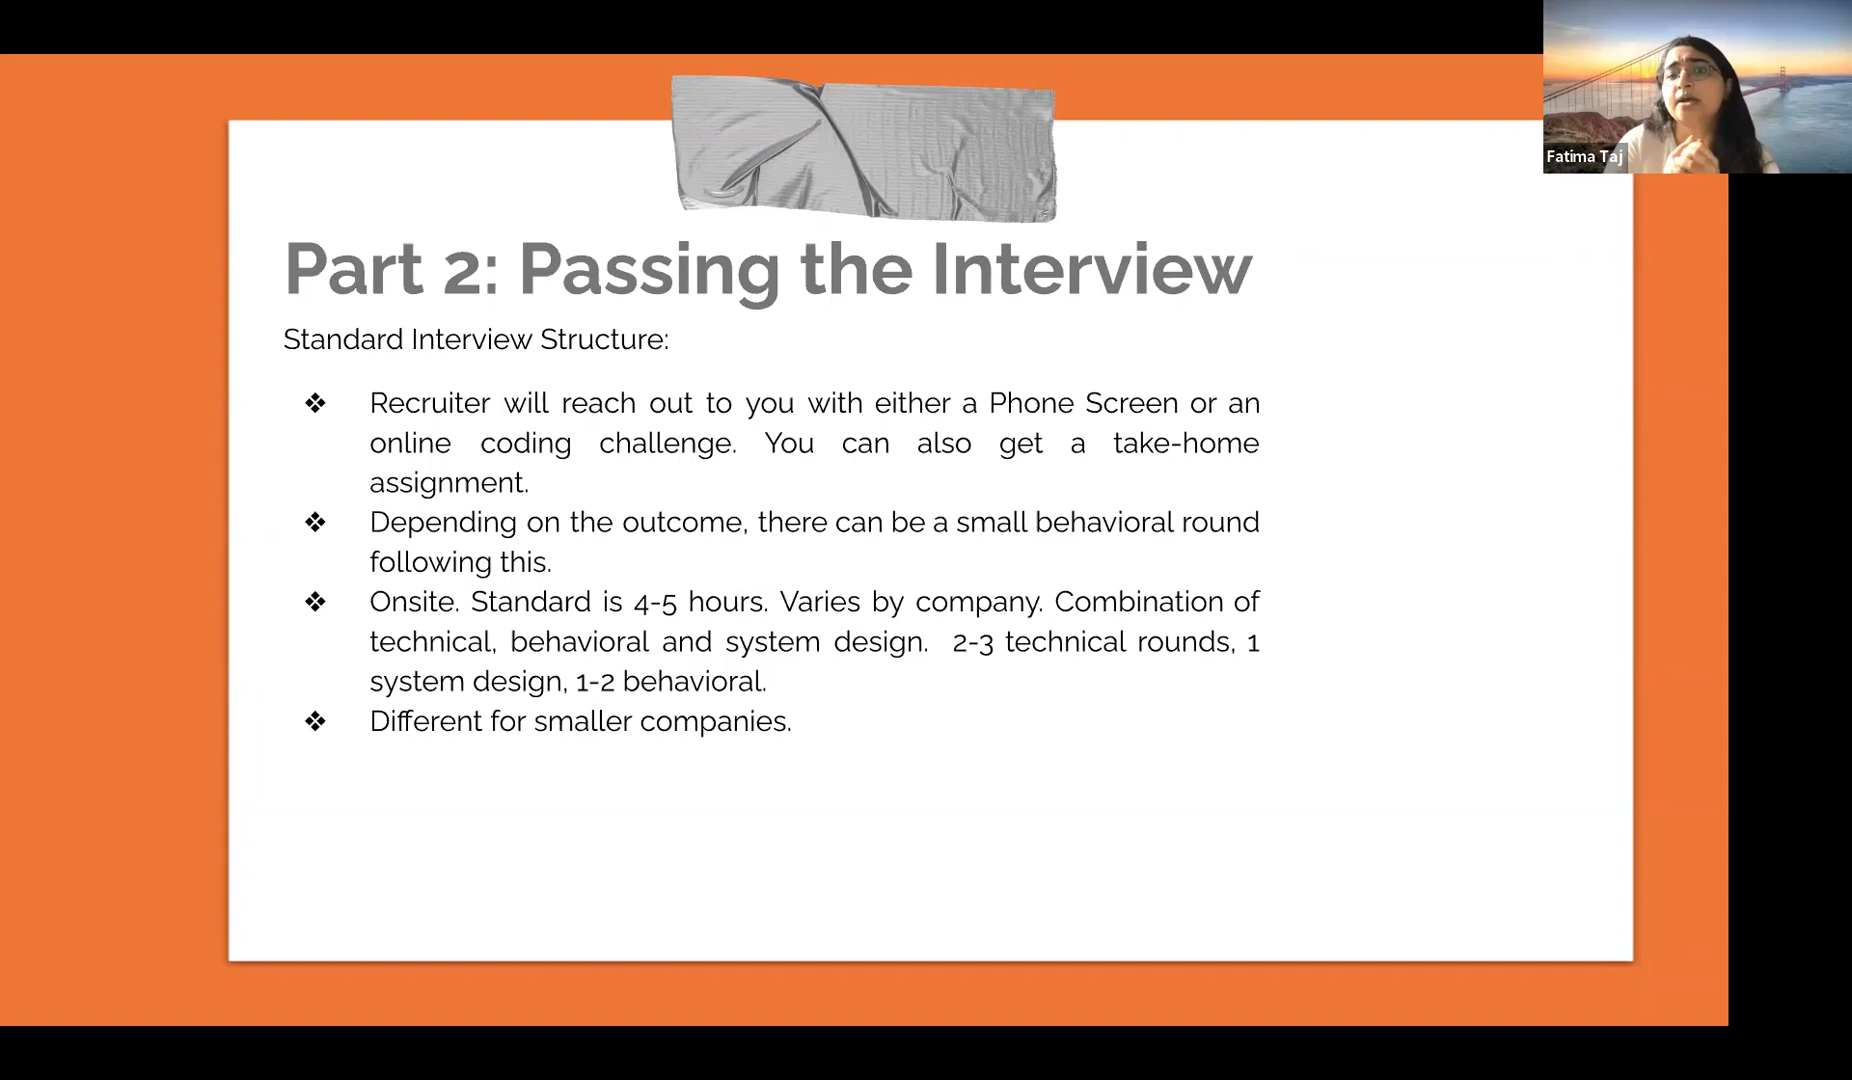 Fatima Taj
Part 2: Passing the Interview
Standard Interview Structure:
❖ Recruiter will reach out to you with either a Phone Screen or an
online coding challenge. You can also get a take-home
assignment.
❖ Depending on the outcome, there can be a small behavioral round
following this.
❖ Onsite. Standard is 4-5 hours. Varies by company. Combination of
technical, behavioral and system design. 2-3 technical rounds, 1
system design, 1-2 behavioral.
❖ Different for smaller companies.